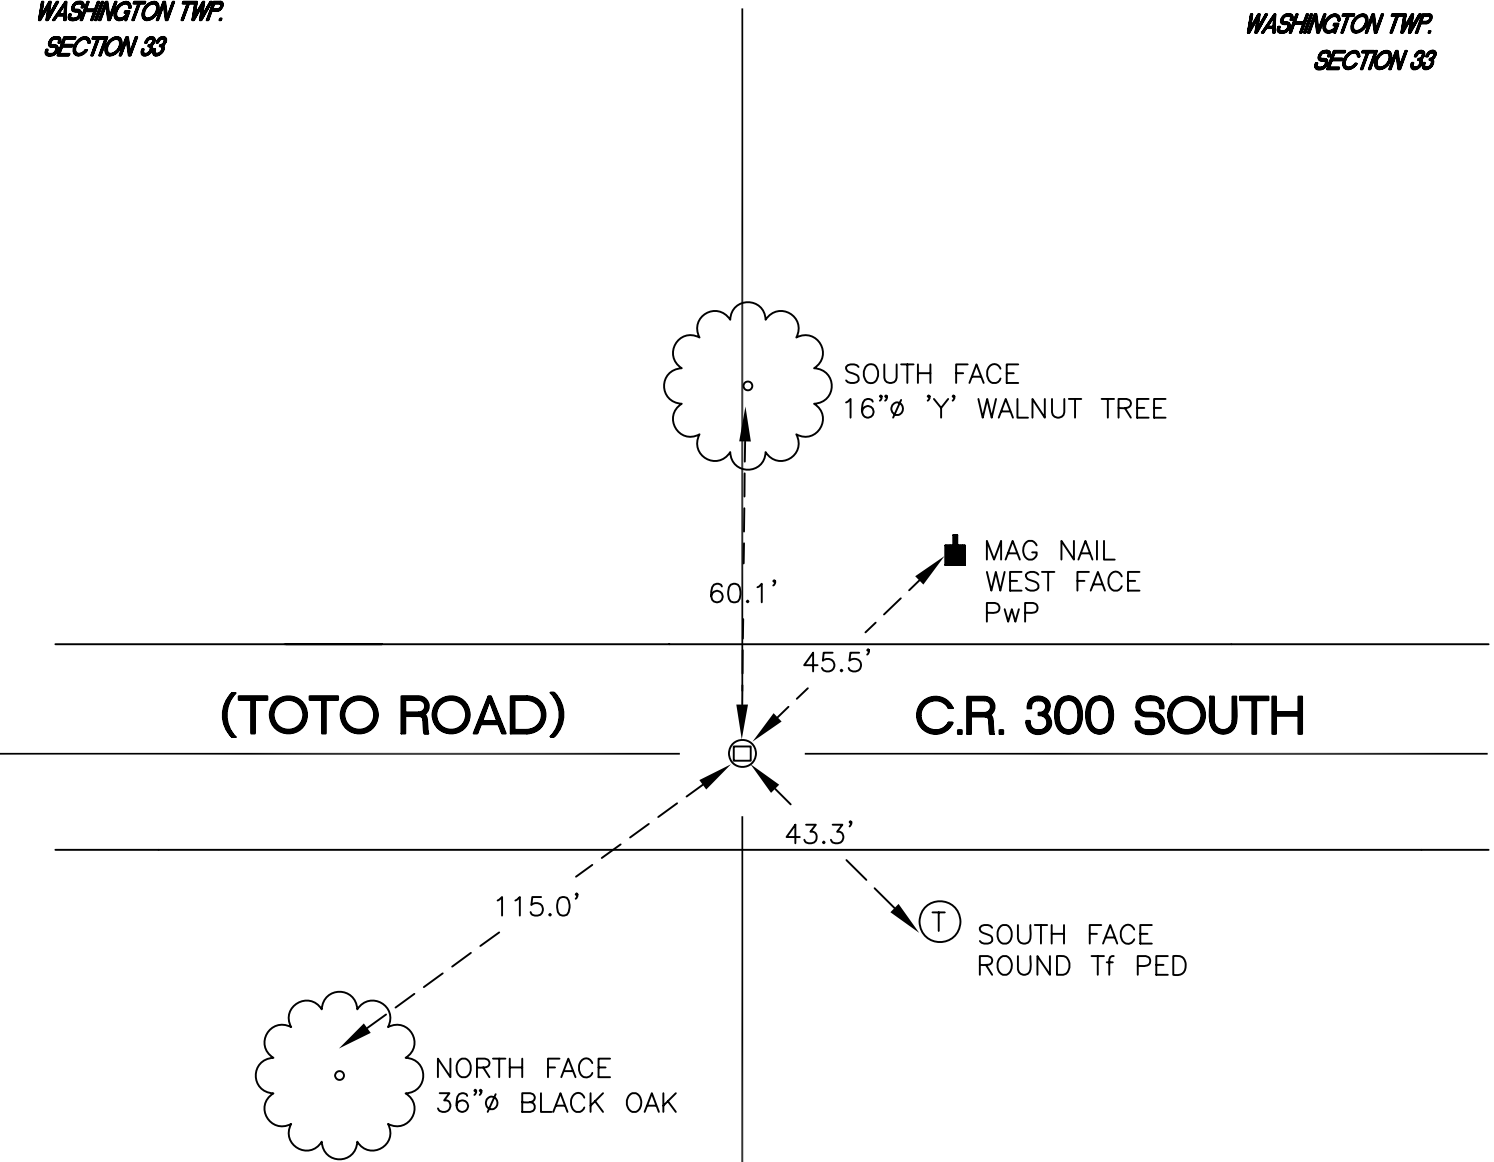 WASHINGTON TWP.
SECTION 33
WASHINGTON TWP.
SECTION 33
SOUTH FACE
16"ø 'Y' WALNUT TREE
MAG NAIL
WEST FACE
PwP
60.1'
45.5'
(TOTO ROAD)
C.R. 300 SOUTH
43.3'
115.0'
T
SOUTH FACE
ROUND Tf PED
NORTH FACE
36"ø BLACK OAK